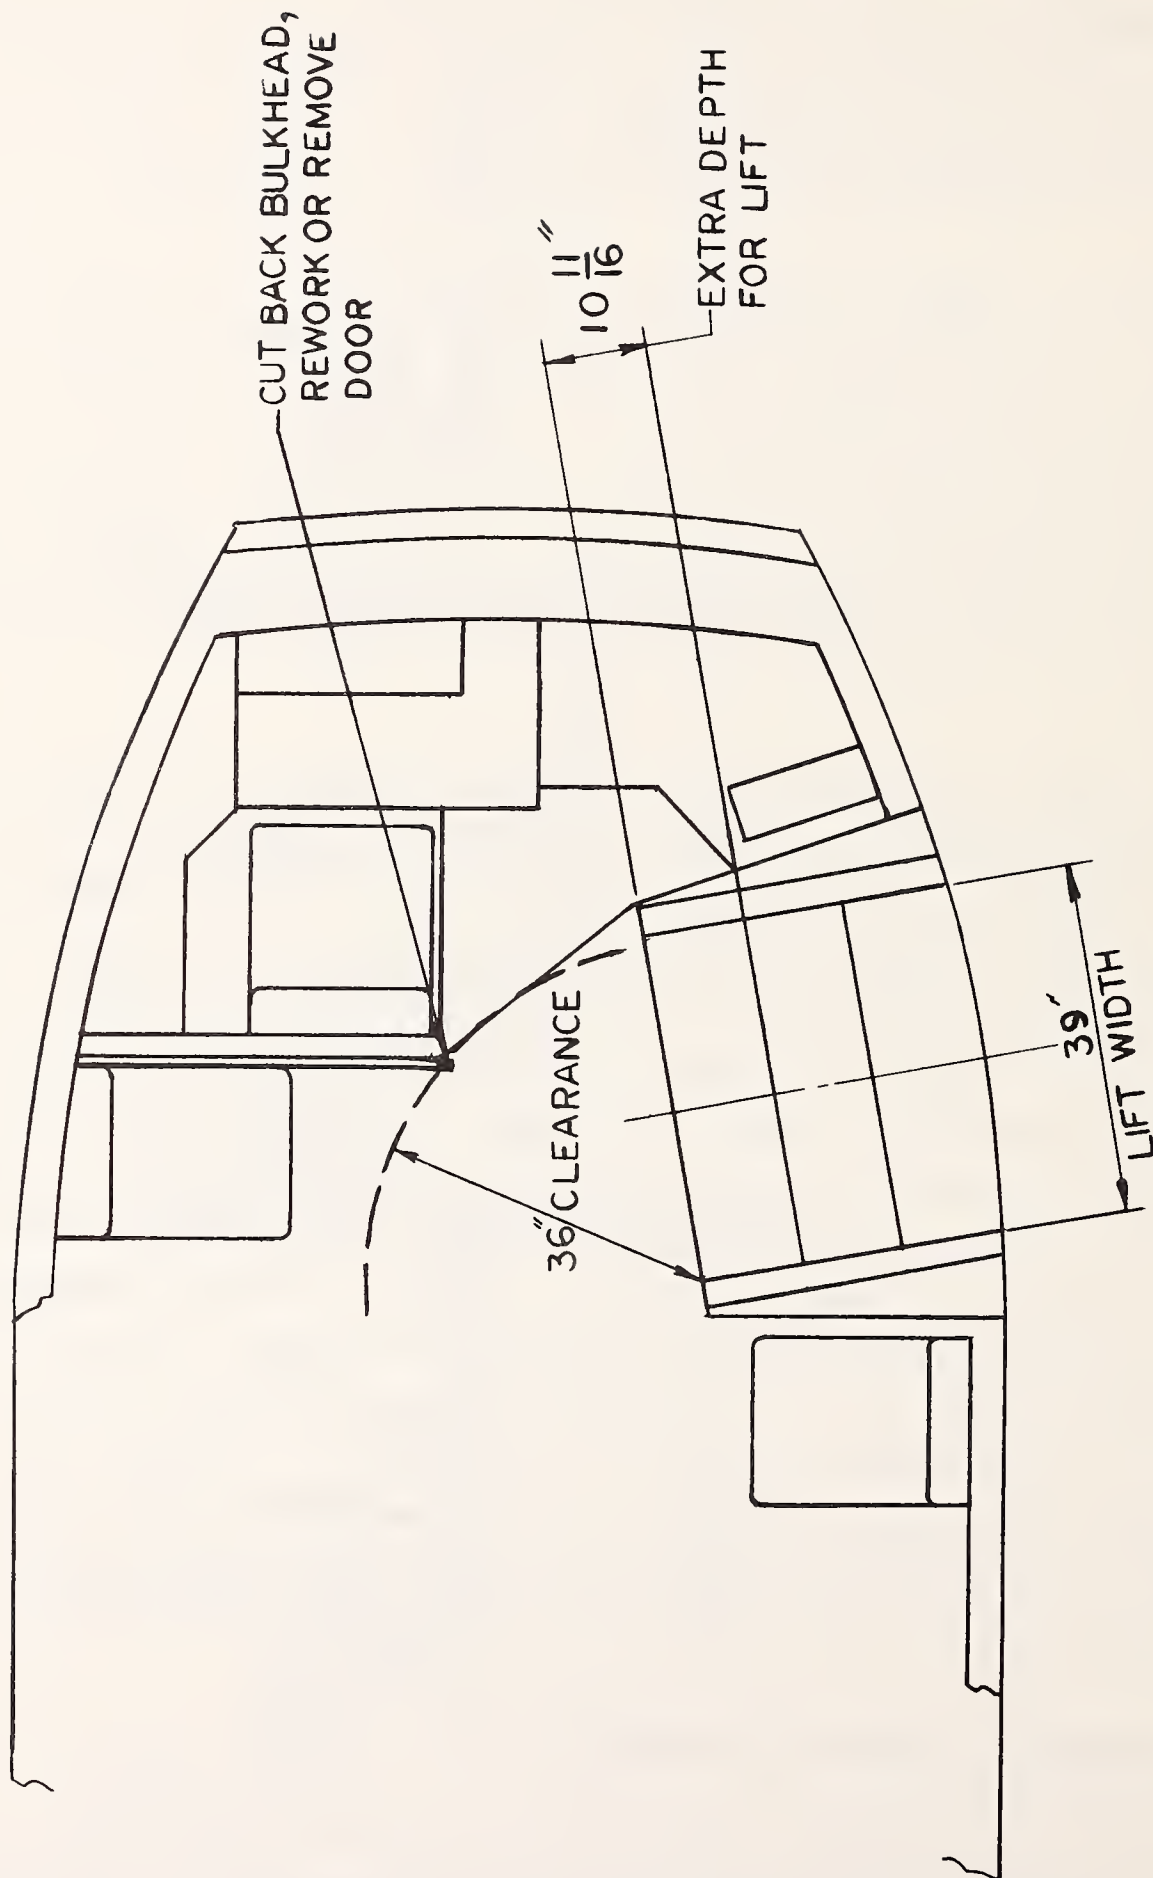 CUT BACK BULKHEAD,
REWORK OR REMOVE
DOOR
10 11/16"
EXTRA DEPTH
FOR LIFT
36" CLEARANCE
39"
LIFT WIDTH